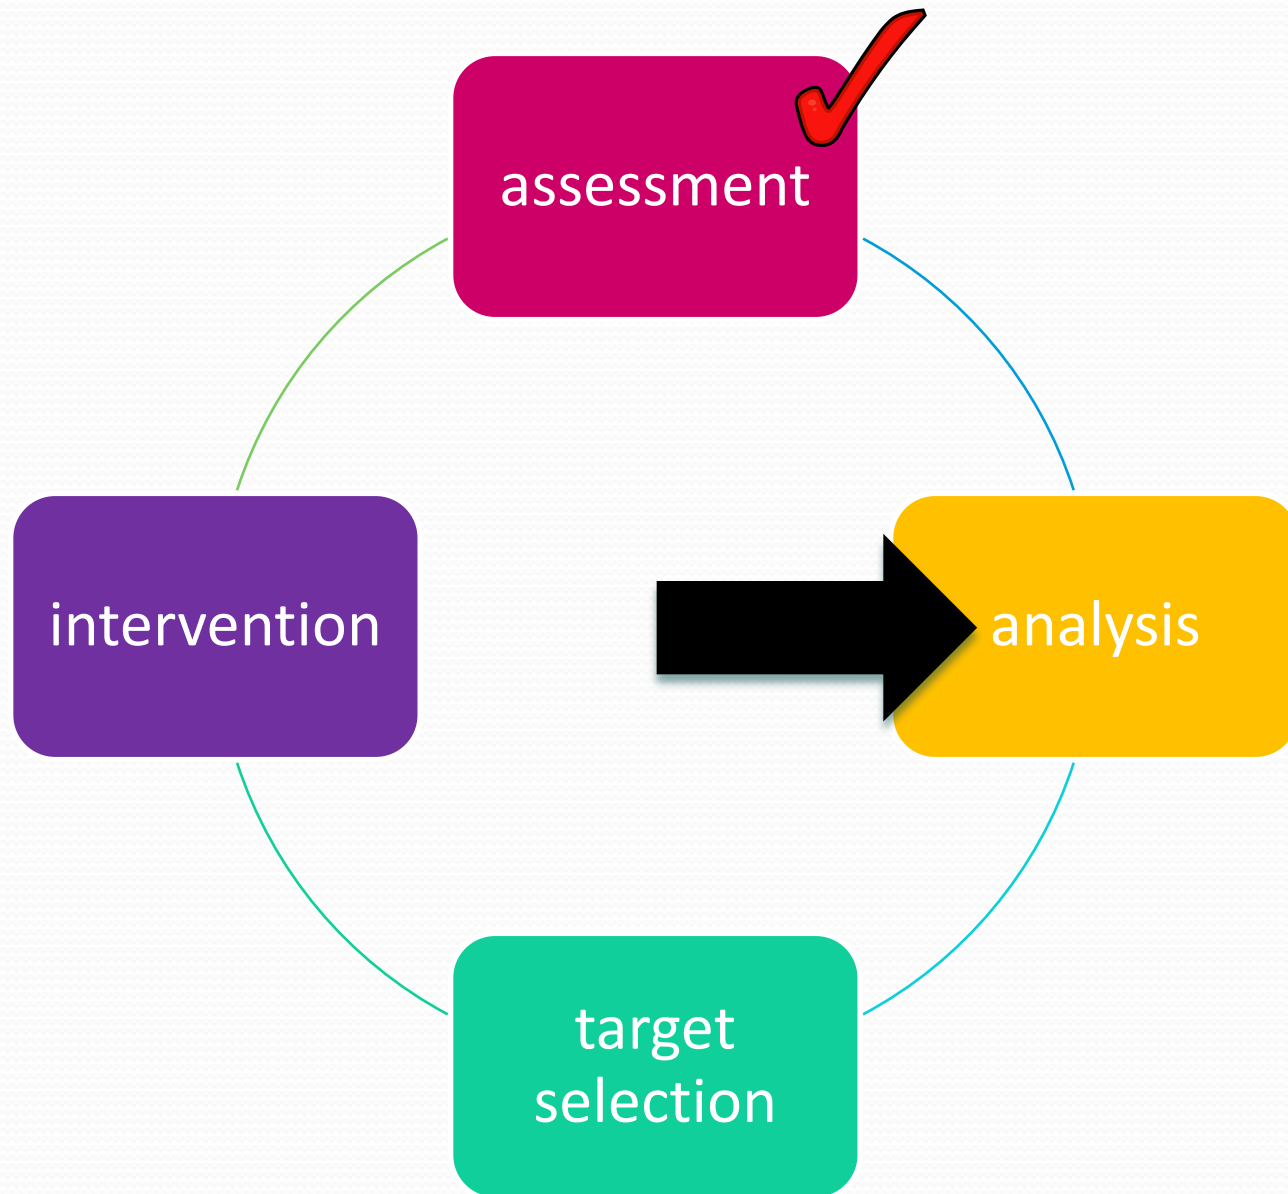 assessment
intervention
analysis
target
selection